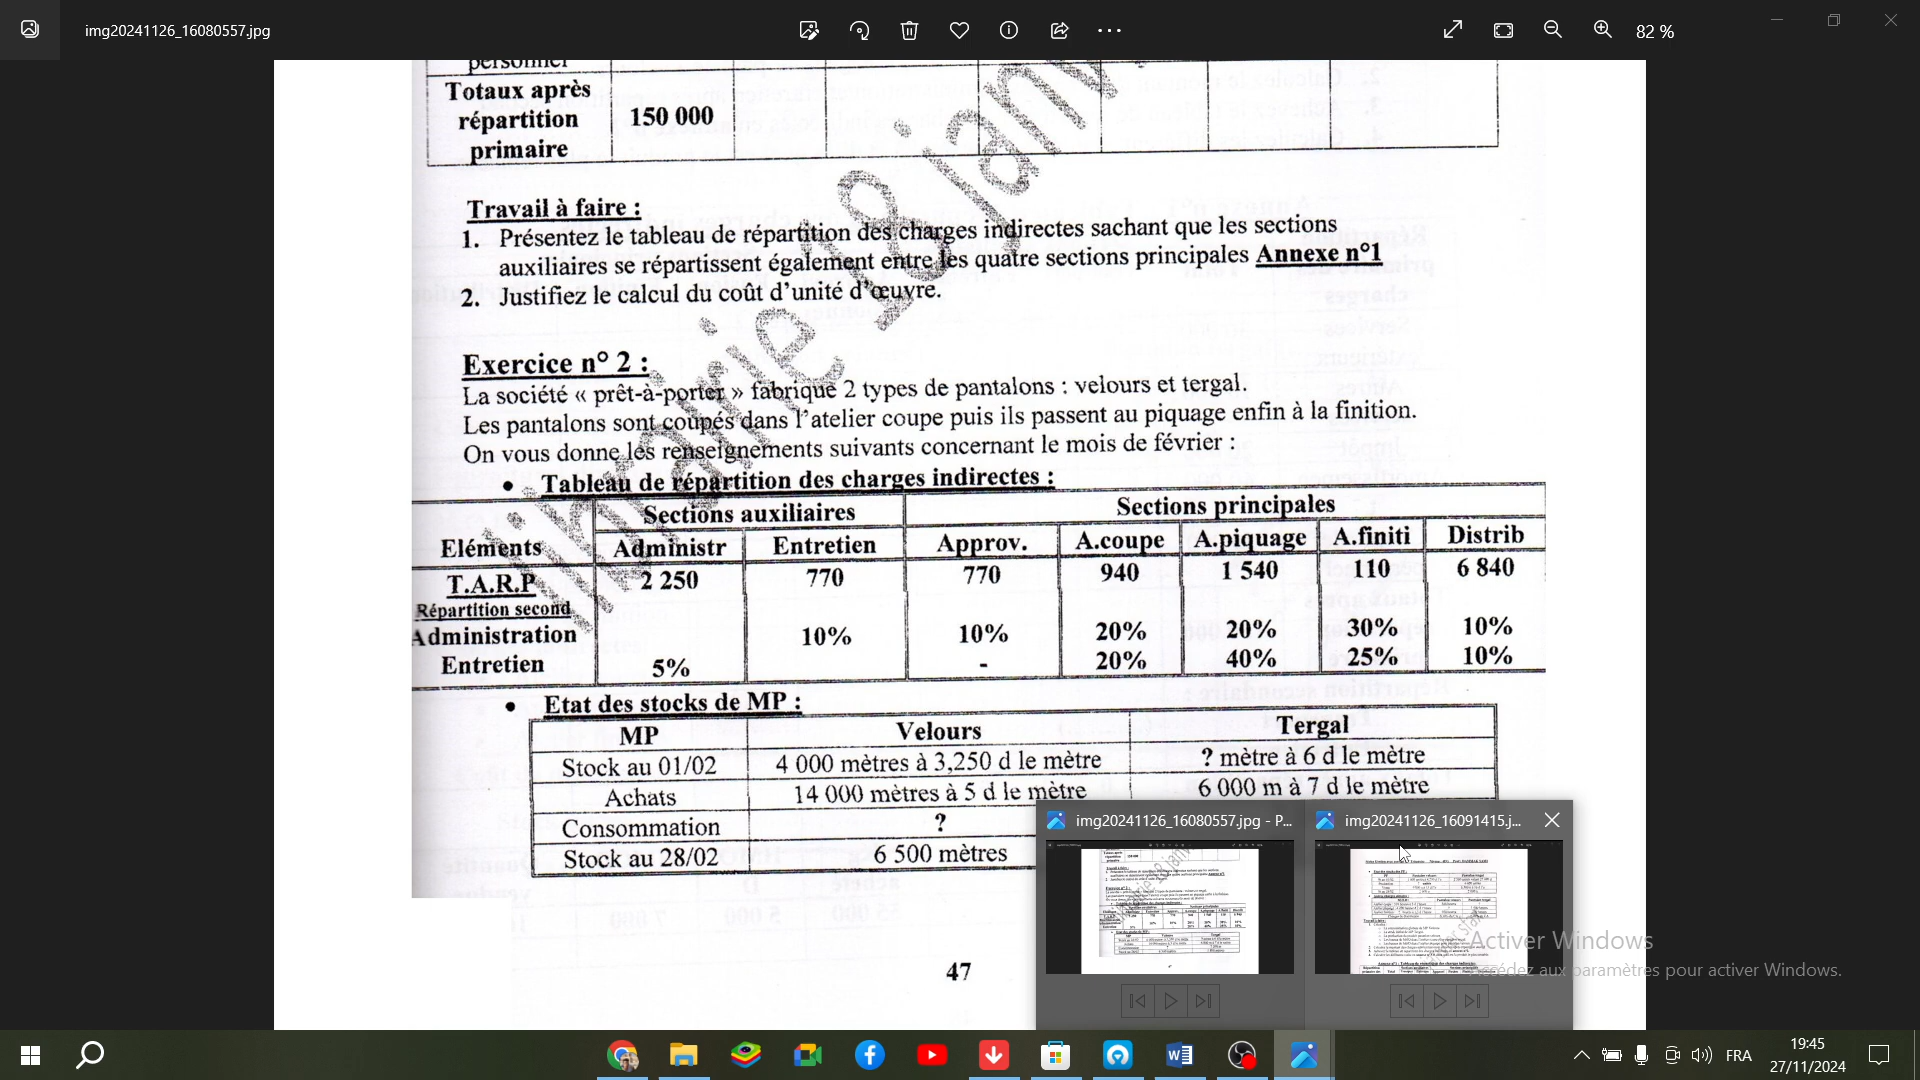 img20241126_16080557.jpg
82 %
personnel
Totaux après répartition primaire 150 000
Travail à faire :
1. Présentez le tableau de répartition des charges indirectes sachant que les sections
auxiliaires se répartissent également entre les quatre sections principales Annexe n°1
2. Justifiez le calcul du coût d'unité d'œuvre.
Librairie 18 janv
Exercice n° 2 :
La société « prêt-à-porter » fabrique 2 types de pantalons : velours et tergal.
Les pantalons sont coupés dans l'atelier coupe puis ils passent au piquage enfin à la finition.
On vous donne les renseignements suivants concernant le mois de février :
• Tableau de répartition des charges indirectes :
Sections auxiliaires Sections principales
Eléments Administr Entretien Approv. A.coupe A.piquage A.finiti Distrib
T.A.R.P 2 250 770 770 940 1 540 110 6 840
Répartition second
Administration 10% 10% 20% 20% 30% 10%
Entretien 5% - 20% 40% 25% 10%
• Etat des stocks de MP :
MP Velours Tergal
Stock au 01/02 4 000 mètres à 3,250 d le mètre ? mètre à 6 d le mètre
Achats 14 000 mètres à 5 d le mètre 6 000 m à 7 d le mètre
Consommation ?
Stock au 28/02 6 500 mètres
47
img20241126_16080557.jpg - P...
img20241126_16091415.j...
Activer Windows
Accédez aux paramètres pour activer Windows.
FRA
19:45
27/11/2024